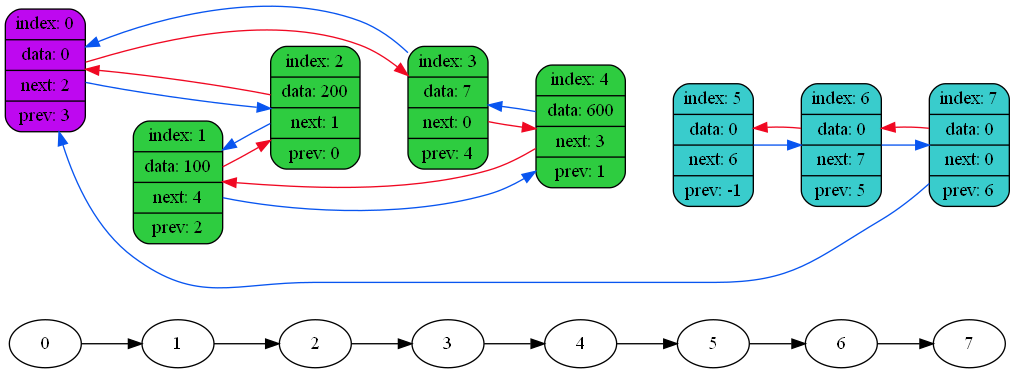 index: 0
data: 0
next: 2
prev: 3
index: 1
data: 100
next: 4
prev: 2
index: 2
data: 200
next: 1
prev: 0
index: 3
data: 7
next: 0
prev: 4
index: 4
data: 600
next: 3
prev: 1
index: 5
data: 0
next: 6
prev: -1
index: 6
data: 0
next: 7
prev: 5
index: 7
data: 0
next: 0
prev: 6
0
1
2
3
4
5
6
7